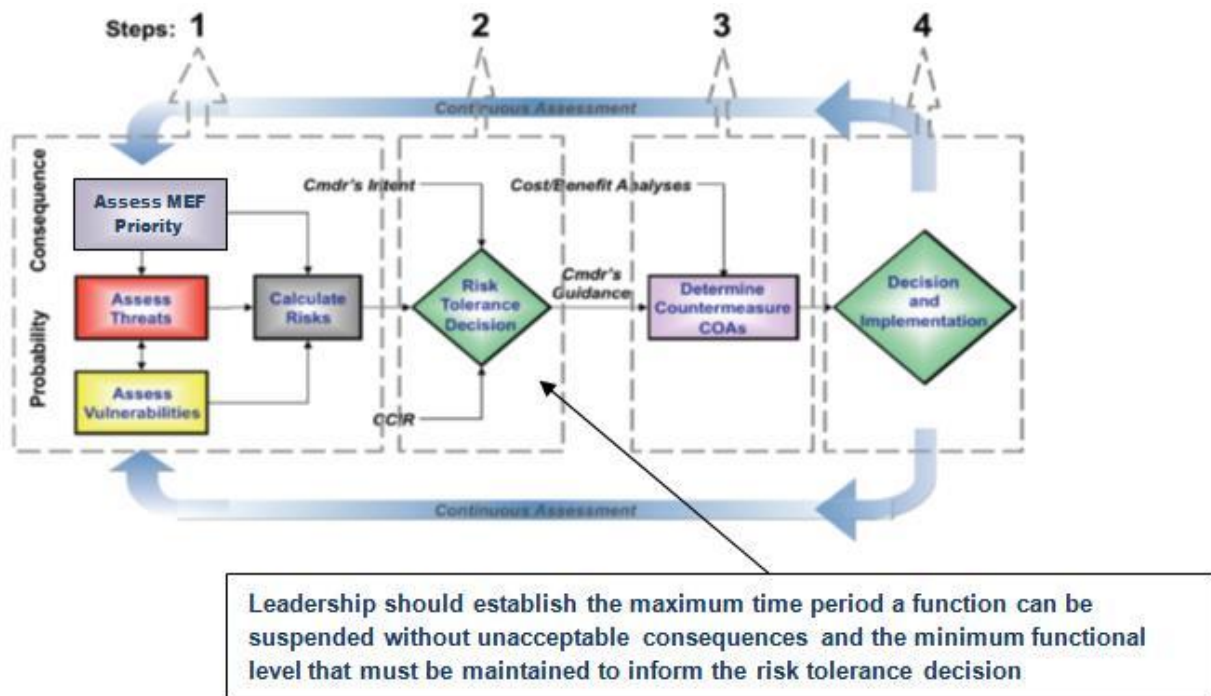 Steps: 1 2 3 4
Continuous Assessment
Consequence
Probability
Assess MEF
Priority
Assess
Threats
Assess
Vulnerabilities
Calculate
Risks
Cmdr's Intent
Risk
Tolerance
Decision
CCIR
Cmdr's
Guidance
Cost/Benefit Analyses
Determine
Countermeasure
COAs
Decision
and
Implementation
Continuous Assessment
Leadership should establish the maximum time period a function can be
suspended without unacceptable consequences and the minimum functional
level that must be maintained to inform the risk tolerance decision